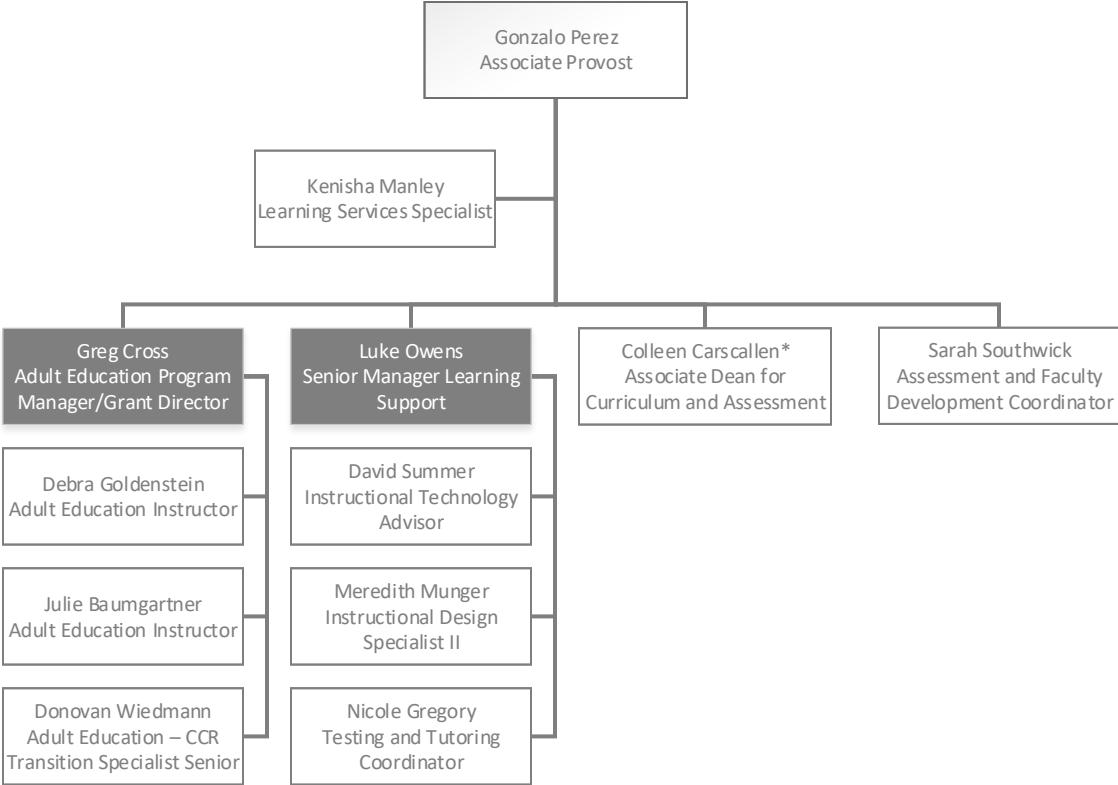 Gonzalo Perez
Associate Provost
Kenisha Manley
Learning Services Specialist
Greg Cross
Adult Education Program
Manager/Grant Director
Luke Owens
Senior Manager Learning
Support
Colleen Carscallen*
Associate Dean for
Curriculum and Assessment
Sarah Southwick
Assessment and Faculty
Development Coordinator
Debra Goldenstein
Adult Education Instructor
David Summer
Instructional Technology
Advisor
Julie Baumgartner
Adult Education Instructor
Meredith Munger
Instructional Design
Specialist II
Donovan Wiedmann
Adult Education – CCR
Transition Specialist Senior
Nicole Gregory
Testing and Tutoring
Coordinator